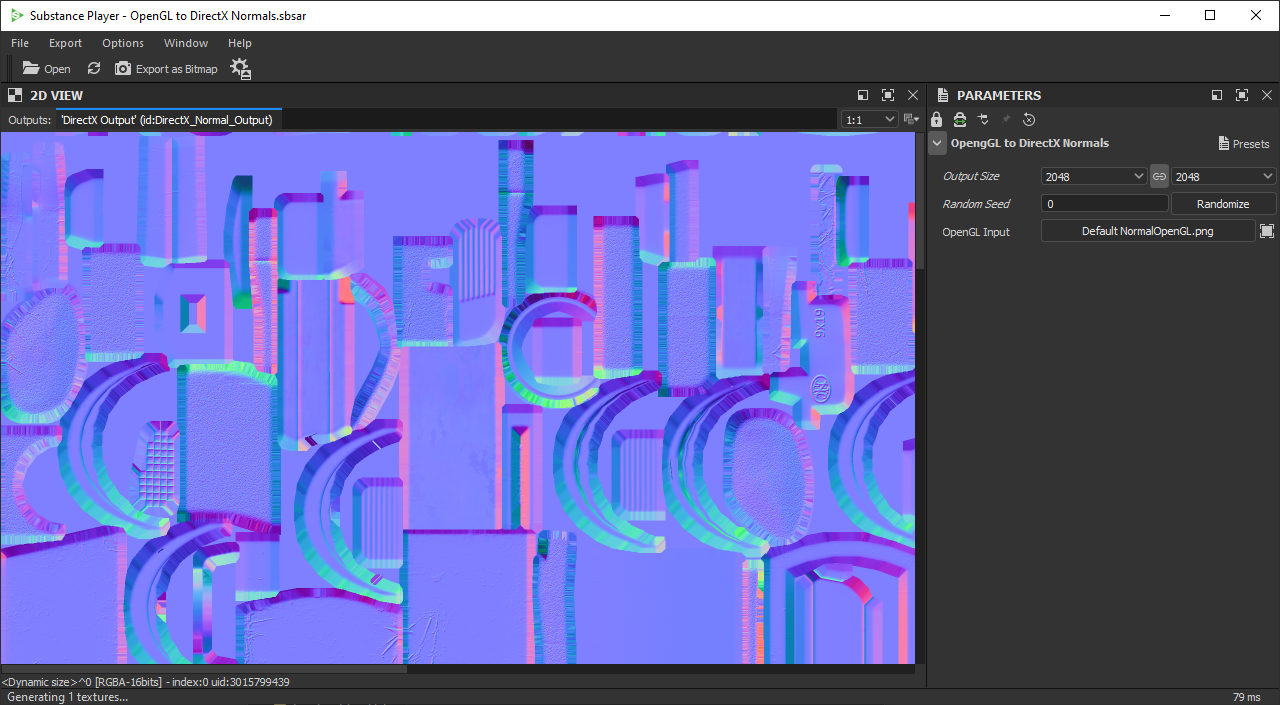 Substance Player - OpenGL to DirectX Normals.sbsar
File Export Options Window Help
Open Export as Bitmap
2D VIEW
Outputs: 'DirectX Output' (id:DirectX_Normal_Output) 1:1
PARAMETERS
OpengGL to DirectX Normals Presets
Output Size 2048 2048
Random Seed 0 Randomize
OpenGL Input Default NormalOpenGL.png
<Dynamic size>^0 [RGBA-16bits] - index:0 uid:3015799439
Generating 1 textures... 79 ms